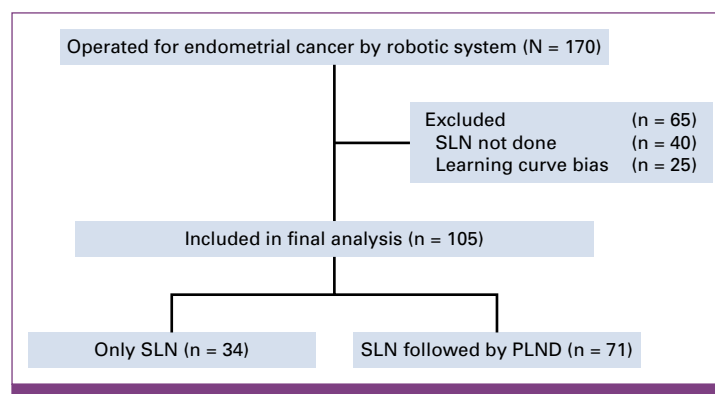 Operated for endometrial cancer by robotic system (N = 170)
Excluded (n = 65)
SLN not done (n = 40)
Learning curve bias (n = 25)
Included in final analysis (n = 105)
Only SLN (n = 34)
SLN followed by PLND (n = 71)